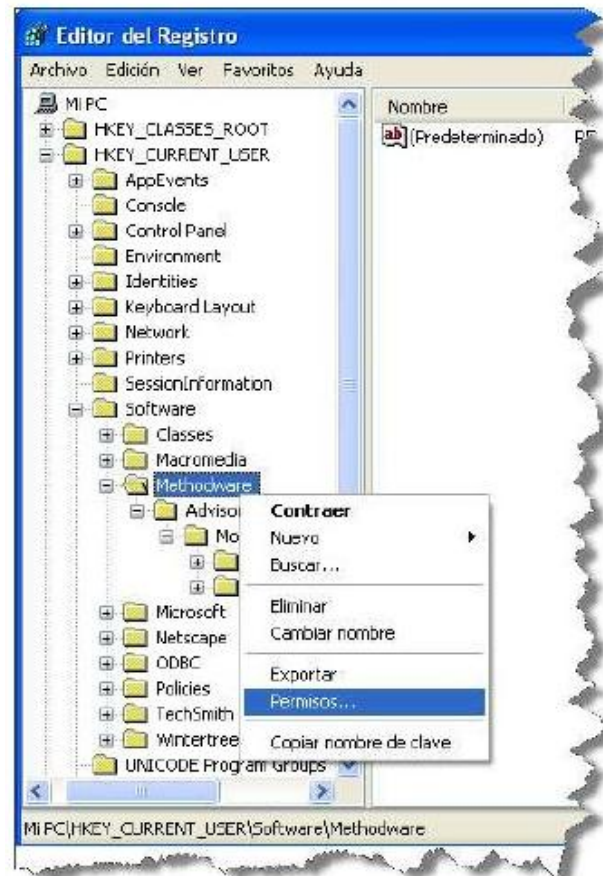 Editor del Registro
Archivo Edición Ver Favoritos Ayuda
Mi PC
HKEY_CLASSES_ROOT
HKEY_CURRENT_USER
AppEvents
Console
Control Panel
Environment
Identities
Keyboard Layout
Network
Printers
SessionInformation
Software
Classes
Macromedia
Methodware
Advisor
Mo
Microsoft
Netscape
ODBC
Policies
TechSmith
Wintertree
UNICODE Program Groups
Nombre
ab (Predeterminado)
Contraer
Nuevo
Buscar...
Eliminar
Cambiar nombre
Exportar
Permisos...
Copiar nombre de clave
Mi PC\HKEY_CURRENT_USER\Software\Methodware